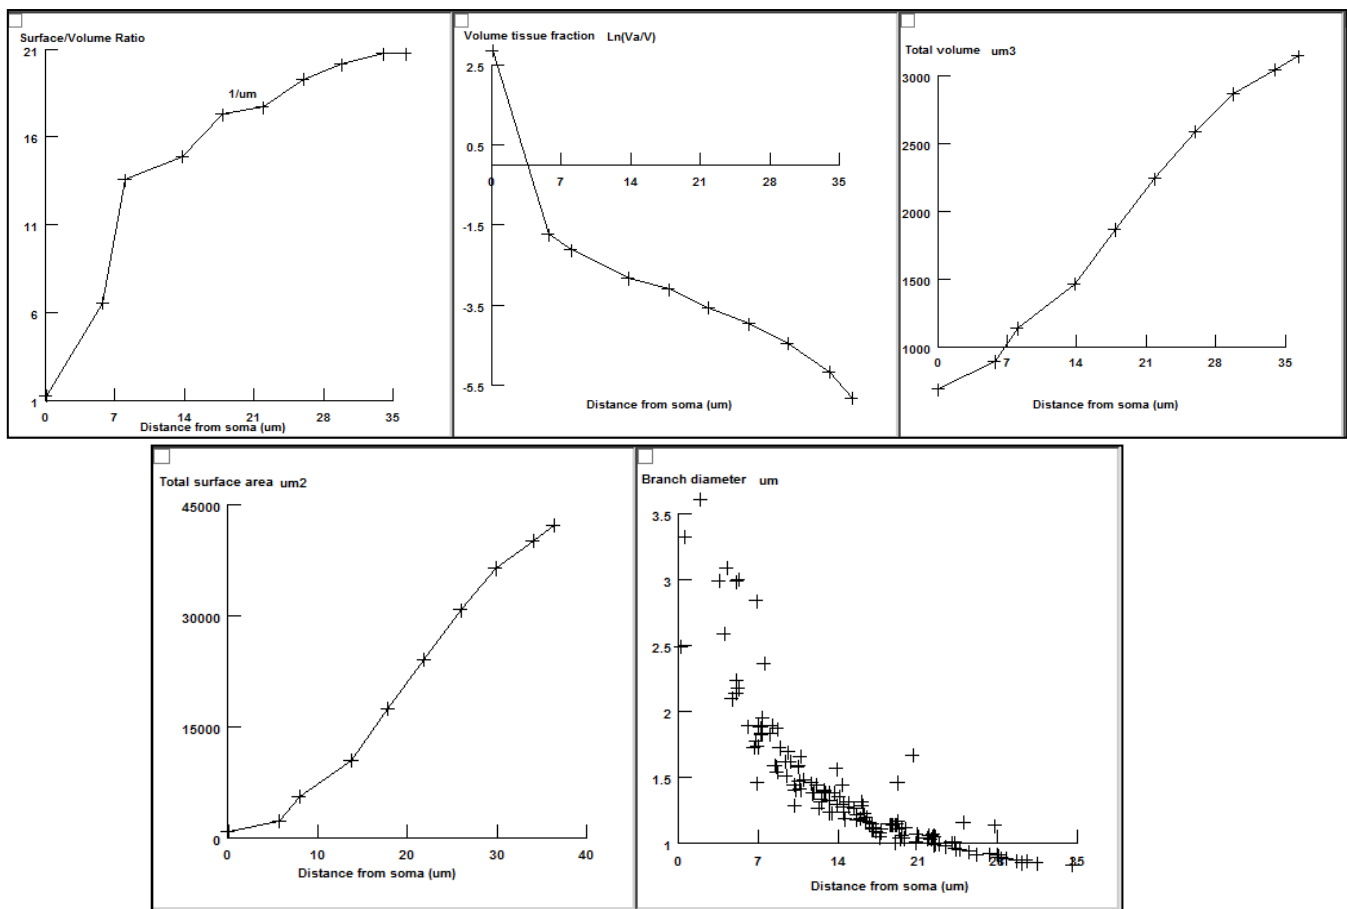 Surface/Volume Ratio
21
1/um
16
11
6
1
0 7 14 21 28 35
Distance from soma (um)
Volume tissue fraction Ln(Va/V)
2.5
0.5
0 7 14 21 28 35
-1.5
-3.5
-5.5
Distance from soma (um)
Total volume um3
3000
2500
2000
1500
1000
0 7 14 21 28 35
Distance from soma (um)
Total surface area um2
45000
30000
15000
0
0 10 20 30 40
Distance from soma (um)
Branch diameter um
3.5
3
2.5
2
1.5
1
0 7 14 21 28 35
Distance from soma (um)